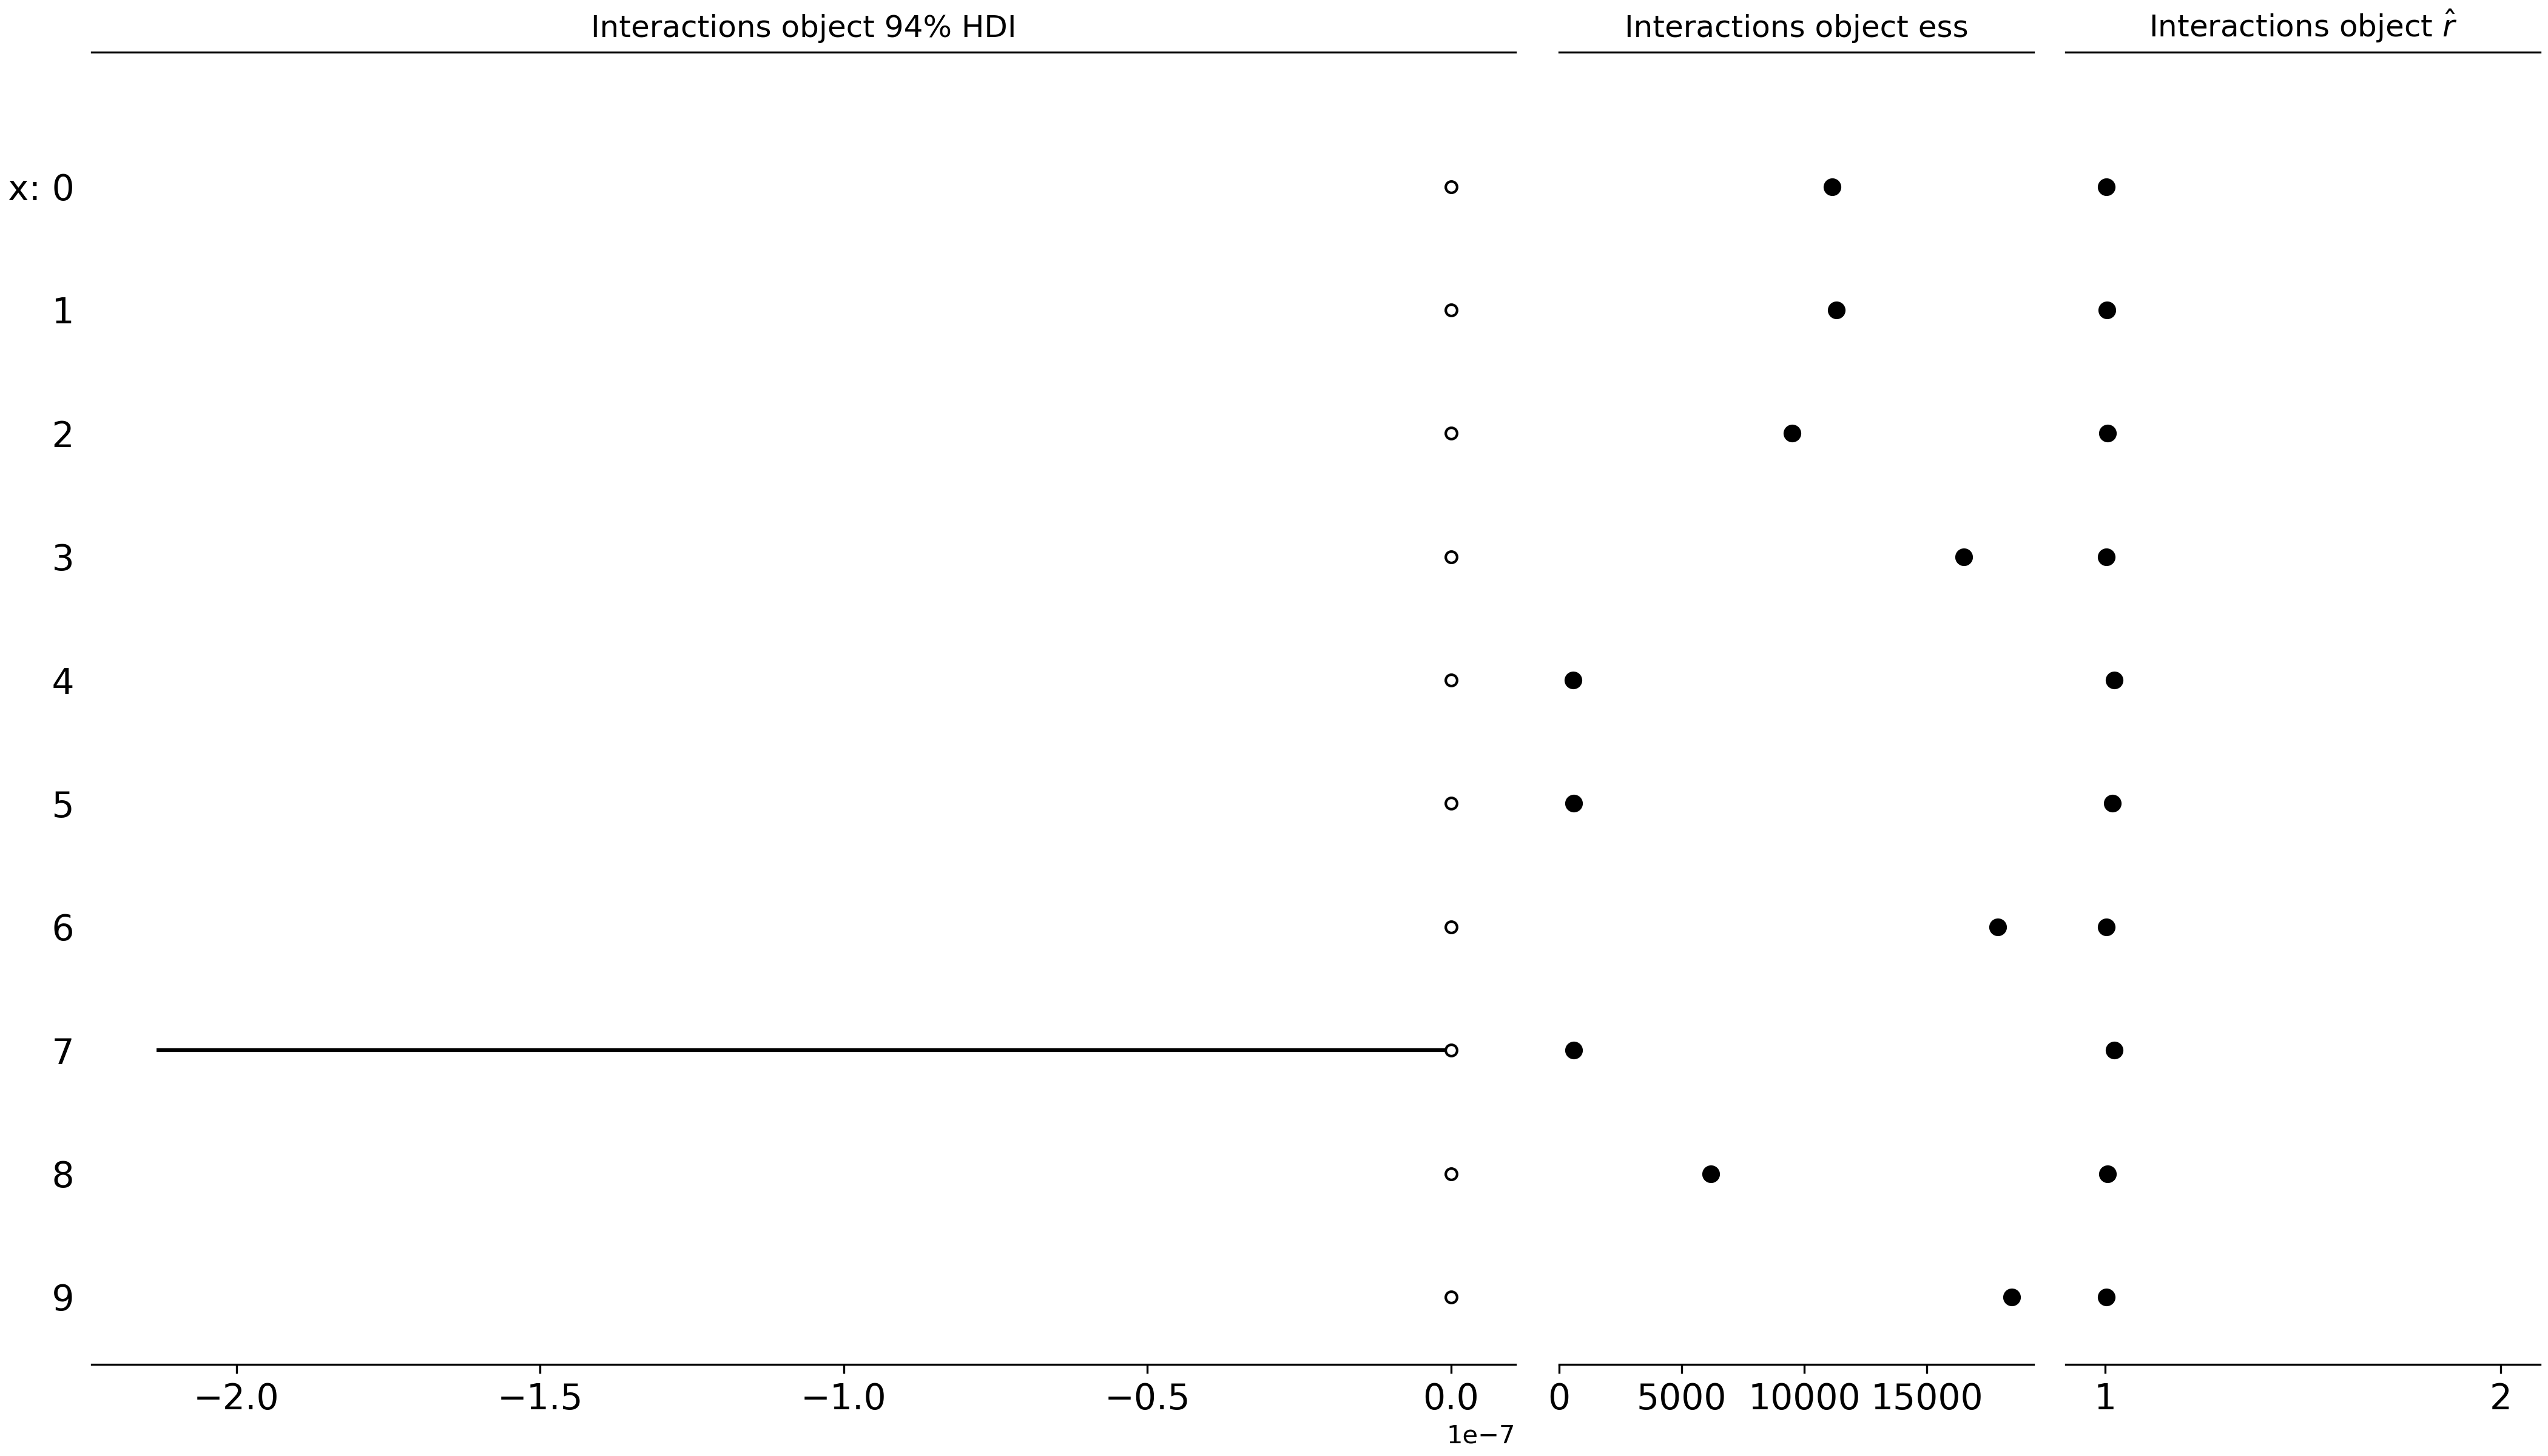 Interactions object 94% HDI
Interactions object ess
Interactions object r̂
x: 0
1
2
3
4
5
6
7
8
9
−2.0 −1.5 −1.0 −0.5 0.0
1e−7
0 5000 10000 15000
1 2